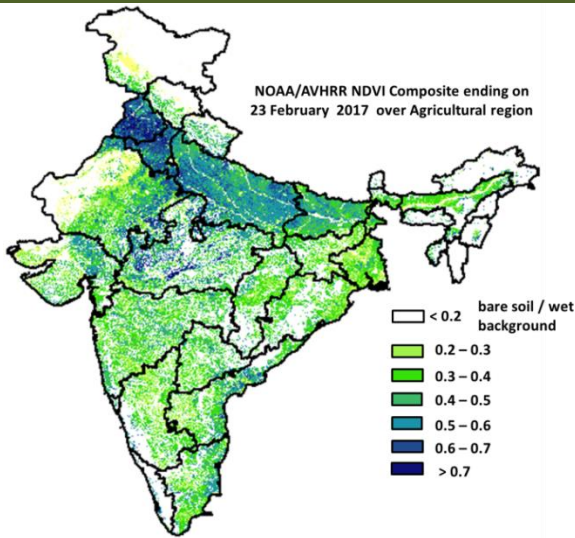 NOAA/AVHRR NDVI Composite ending on
23 February 2017 over Agricultural region
< 0.2 bare soil / wet
background
0.2 – 0.3
0.3 – 0.4
0.4 – 0.5
0.5 – 0.6
0.6 – 0.7
> 0.7